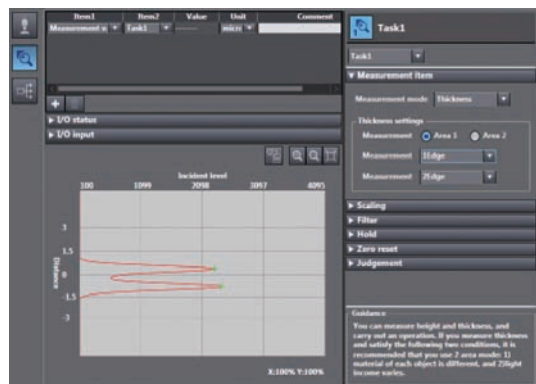 Item1 Item2 Value Unit Comment
Measurement v Task1 ------ micr
+
I/O status
I/O input
Incident level
100 1099 2098 3097 4095
3
1.5
0
-1.5
-3
Distance
X:100% Y:100%
Task1
Task1
Measurement item
Measurement mode Thickness
Thickness settings
Measurement Area 1 Area 2
Measurement 1Edge
Measurement 2Edge
Scaling
Filter
Hold
Zero reset
Judgement
Guidance
You can measure height and thickness, and
carry out an operation. If you measure thickness
and satisfy the following two conditions, it is
recommended that you use 2 area mode: 1)
material of each object is different, and 2)light
income varies.